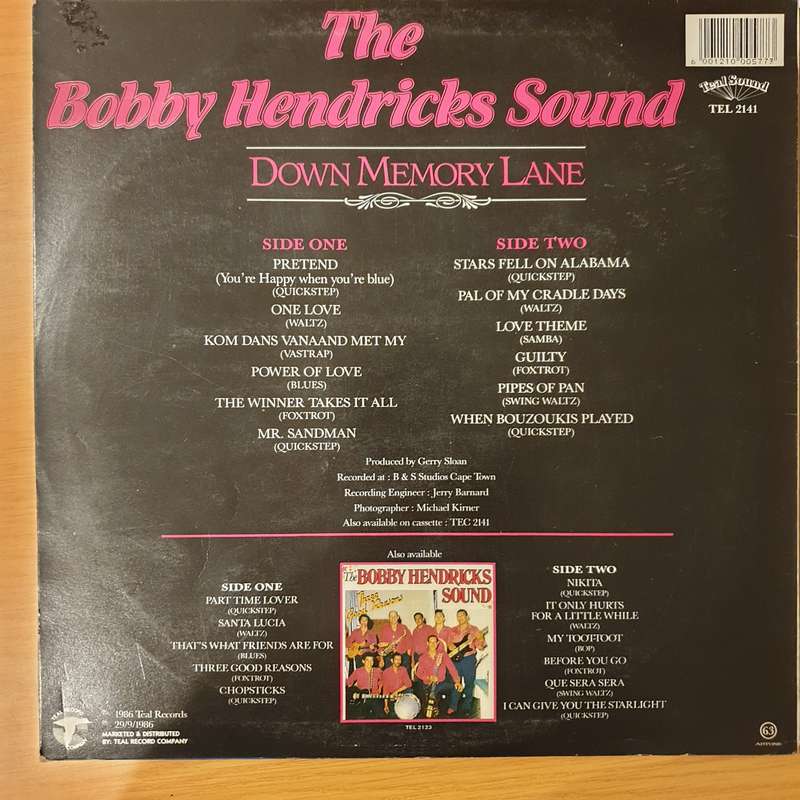 The
Bobby Hendricks Sound
6 001210 005773
Teal Sound
TEL 2141
DOWN MEMORY LANE
SIDE ONE
PRETEND
(You're Happy when you're blue)
(QUICKSTEP)
ONE LOVE
(WALTZ)
KOM DANS VANAAND MET MY
(VASTRAP)
POWER OF LOVE
(BLUES)
THE WINNER TAKES IT ALL
(FOXTROT)
MR. SANDMAN
(QUICKSTEP)
SIDE TWO
STARS FELL ON ALABAMA
(QUICKSTEP)
PAL OF MY CRADLE DAYS
(WALTZ)
LOVE THEME
(SAMBA)
GUILTY
(FOXTROT)
PIPES OF PAN
(SWING WALTZ)
WHEN BOUZOUKIS PLAYED
(QUICKSTEP)
Produced by Gerry Sloan
Recorded at : B & S Studios Cape Town
Recording Engineer : Jerry Barnard
Photographer : Michael Kirner
Also available on cassette : TEC 2141
Also available
SIDE ONE
PART TIME LOVER
(QUICKSTEP)
SANTA LUCIA
(WALTZ)
THAT'S WHAT FRIENDS ARE FOR
(BLUES)
THREE GOOD REASONS
(FOXTROT)
CHOPSTICKS
(QUICKSTEP)
The BOBBY HENDRICKS
SOUND
Three
Good Reasons
TEL 2123
SIDE TWO
NIKITA
(QUICKSTEP)
IT ONLY HURTS
FOR A LITTLE WHILE
(WALTZ)
MY TOOT-TOOT
(BOP)
BEFORE YOU GO
(FOXTROT)
QUE SERA SERA
(SWING WALTZ)
I CAN GIVE YOU THE STARLIGHT
(QUICKSTEP)
1986 Teal Records
29/9/1986
MARKETED & DISTRIBUTED
BY: TEAL RECORD COMPANY
63
ARTONE